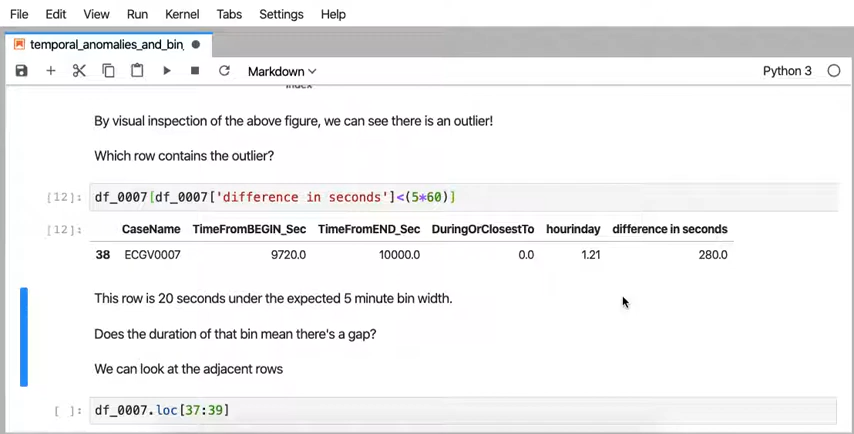 File Edit View Run Kernel Tabs Settings Help
temporal_anomalies_and_bin
Markdown Python 3
index
By visual inspection of the above figure, we can see there is an outlier!
Which row contains the outlier?
[12]: df_0007[df_0007['difference in seconds']<(5*60)]
[12]: CaseName TimeFromBEGIN_Sec TimeFromEND_Sec DuringOrClosestTo hourinday difference in seconds
38 ECGV0007 9720.0 10000.0 0.0 1.21 280.0
This row is 20 seconds under the expected 5 minute bin width.
Does the duration of that bin mean there's a gap?
We can look at the adjacent rows
[ ]: df_0007.loc[37:39]